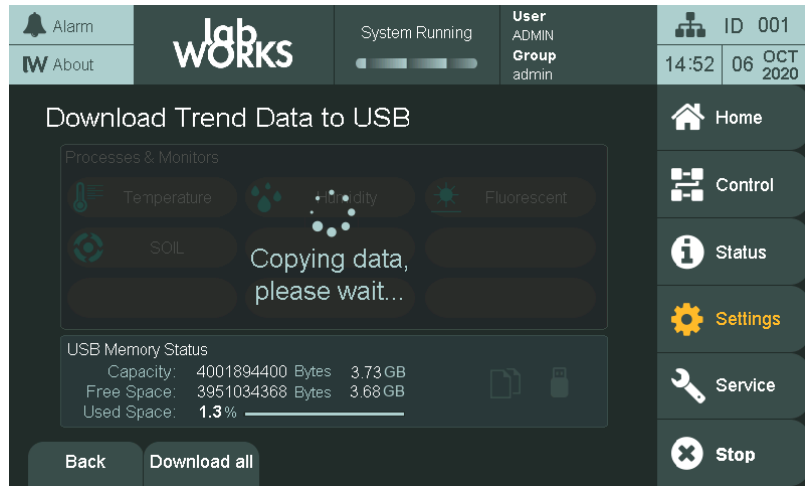 Alarm
lW About
lab
WORKS
System Running
User
ADMIN
Group
admin
ID 001
14:52 06 OCT 2020
Download Trend Data to USB
Processes & Monitors
Temperature Humidity Fluorescent
SOIL
Copying data,
please wait...
USB Memory Status
Capacity: 4001894400 Bytes 3.73 GB
Free Space: 3951034368 Bytes 3.68 GB
Used Space: 1.3 %
Back Download all
Home
Control
Status
Settings
Service
Stop